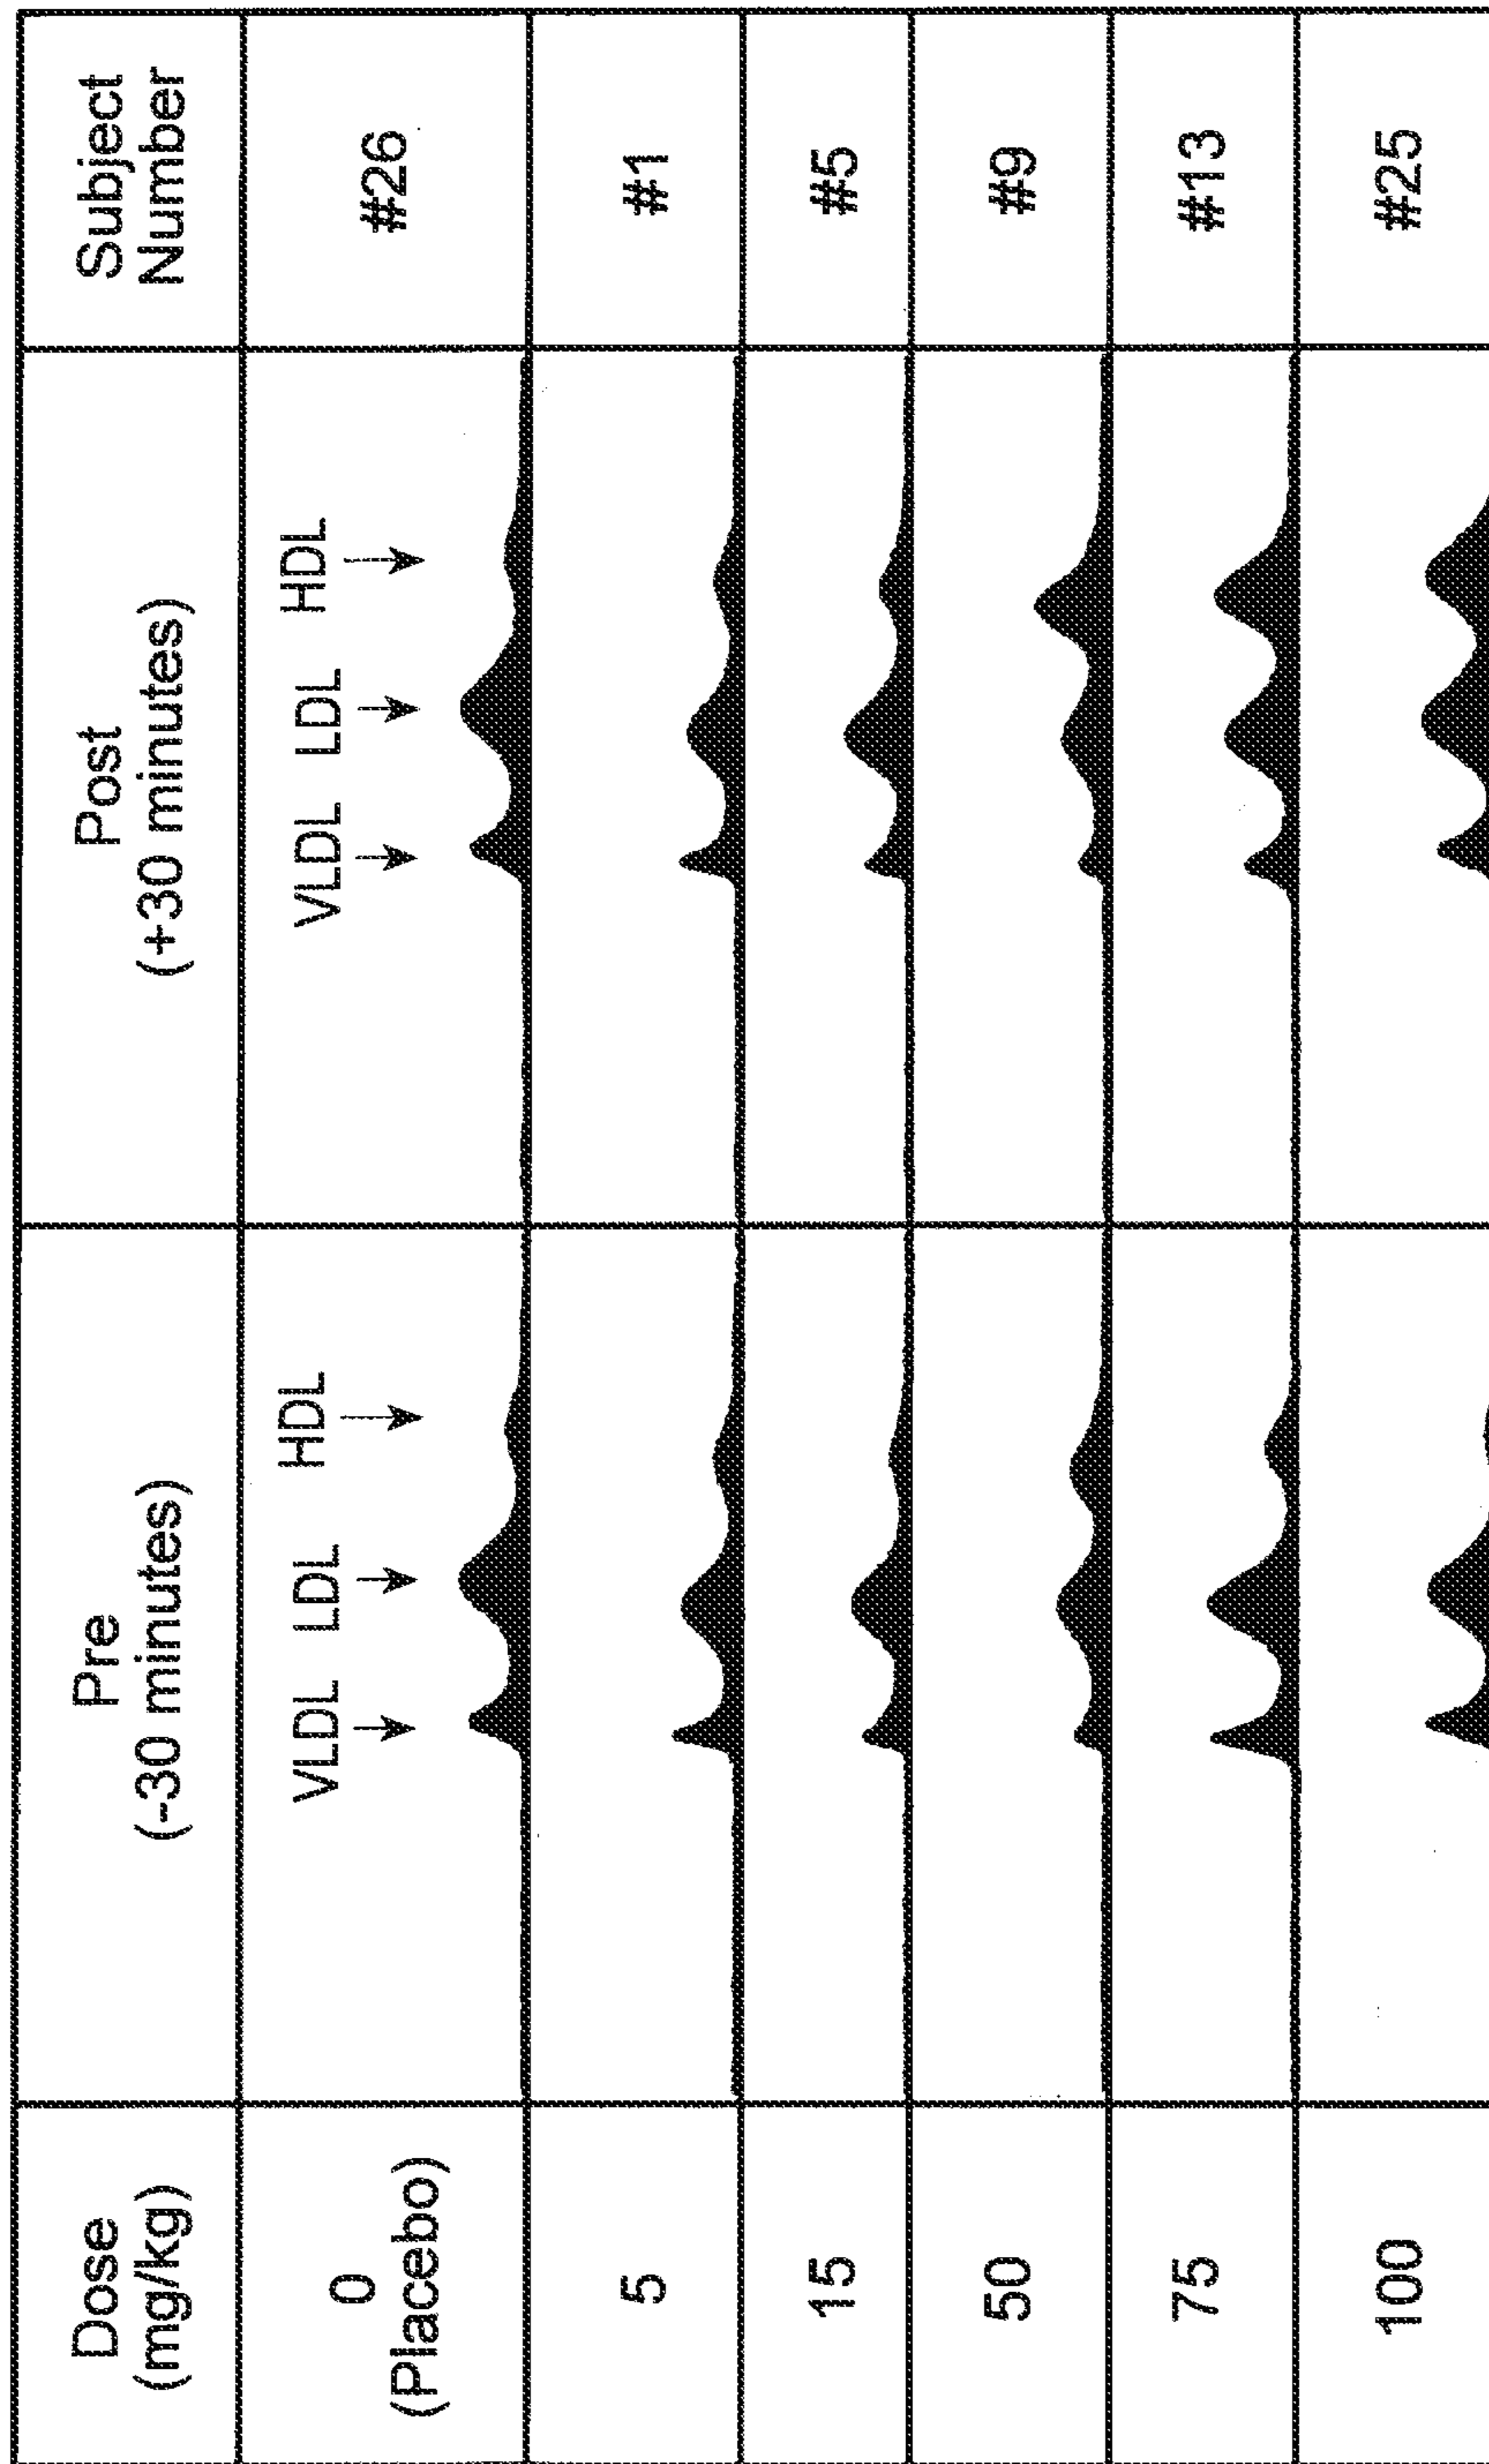 Dose
(mg/kg)
Pre
(-30 minutes)
Post
(+30 minutes)
Subject
Number
0
(Placebo)
VLDL LDL HDL
VLDL LDL HDL
#26
5
#1
15
#5
50
#9
75
#13
100
#25